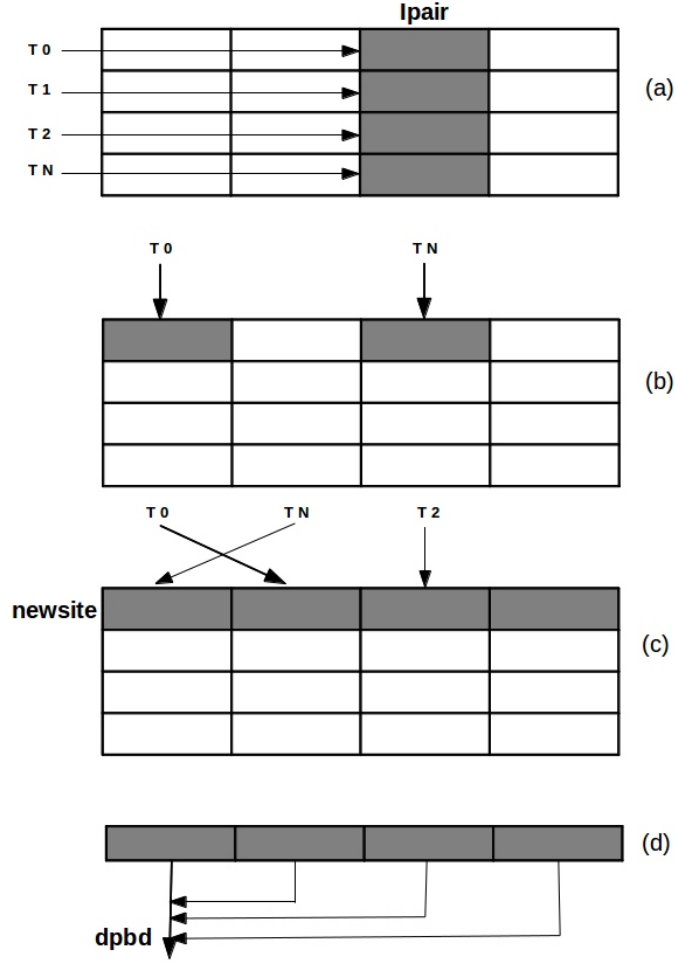 Ipair
T 0
T 1
(a)
T 2
T N
T 0 T N
(b)
T 0 T N T 2
newsite
(c)
(d)
dpbd